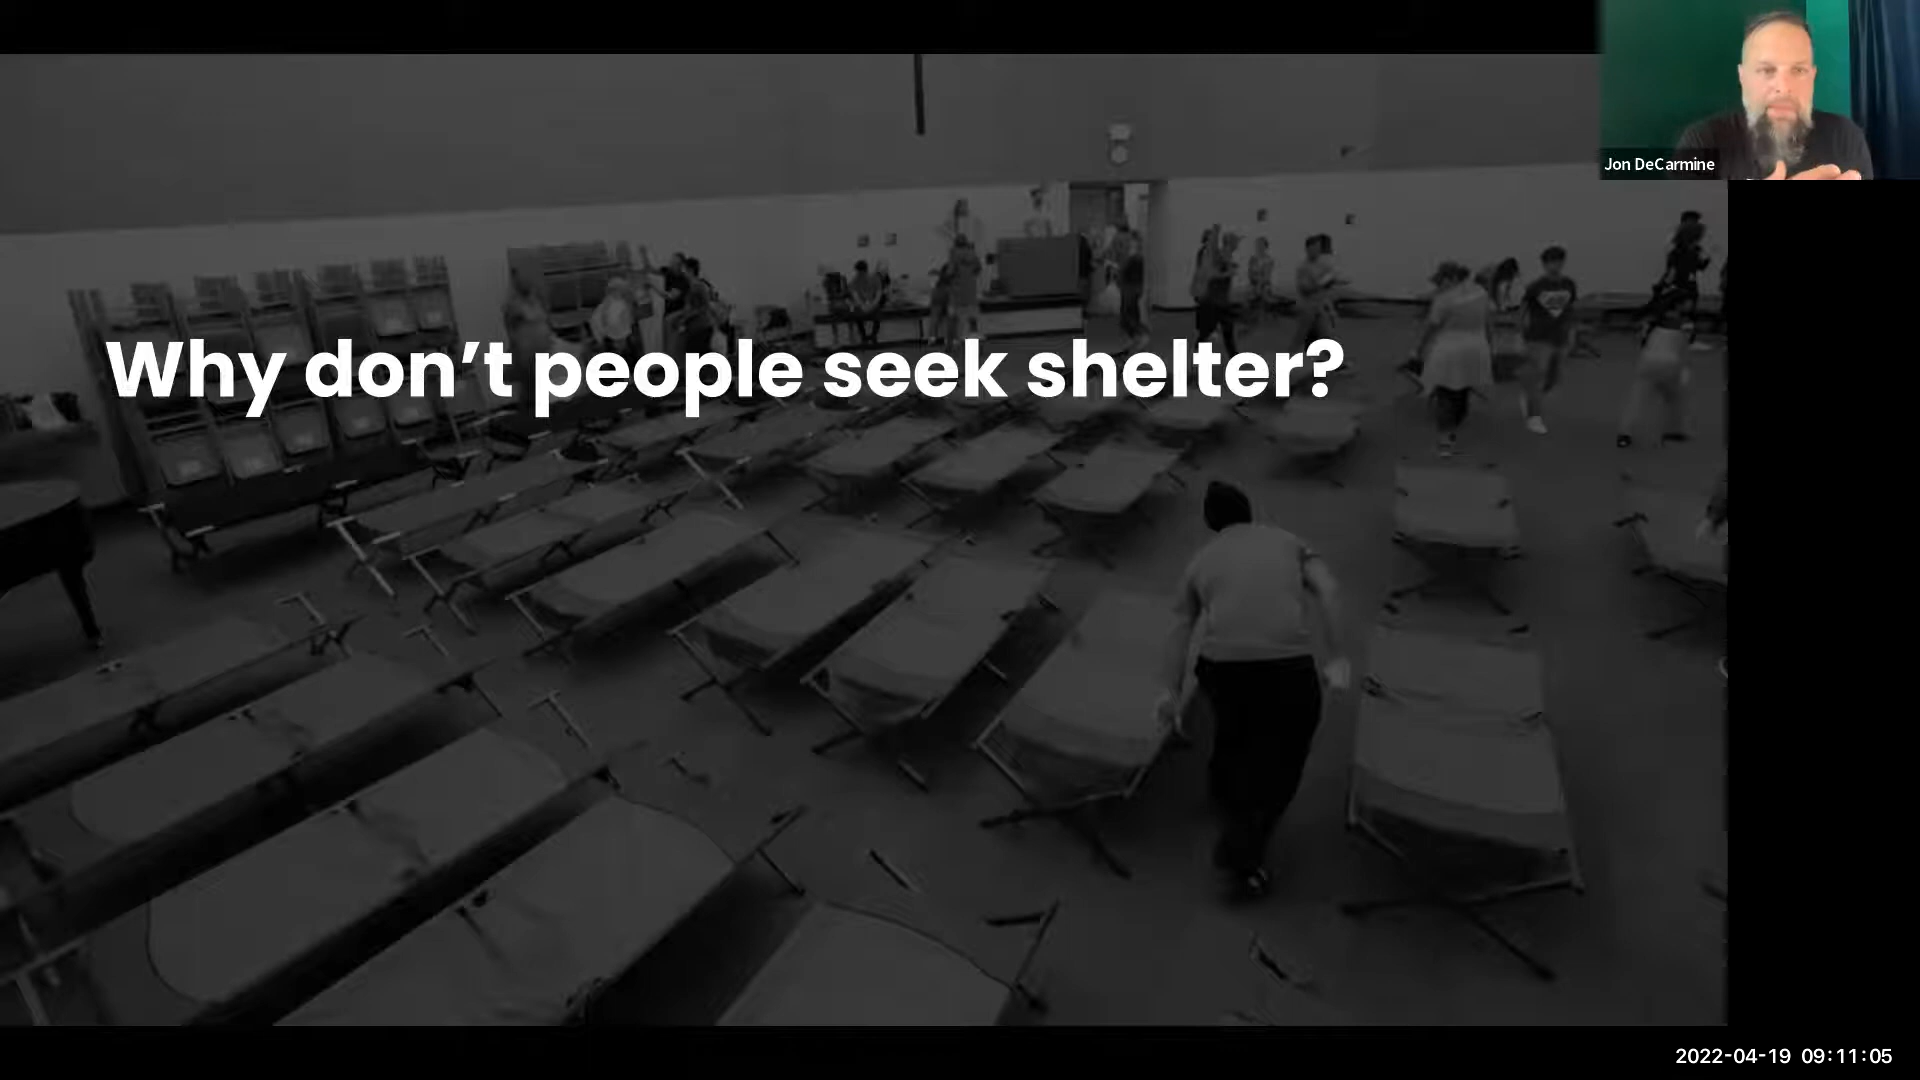 Jon DeCarmine
Why don’t people seek shelter?
2022-04-19 09:11:05